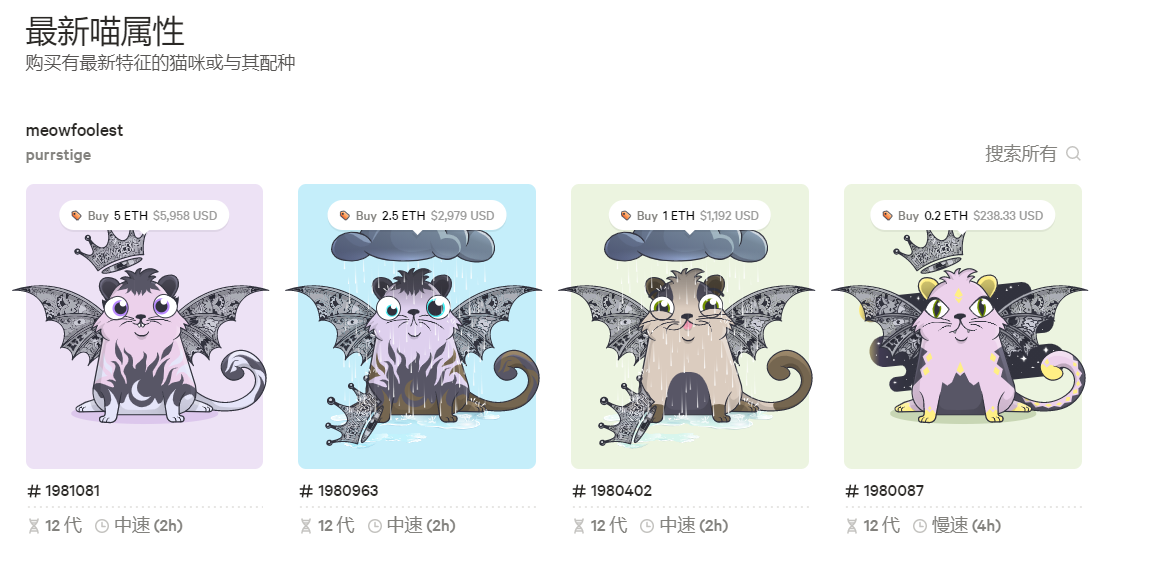 最新喵属性
购买有最新特征的猫咪或与其配种
meowfoolest
purrstige
搜索所有
Buy 5 ETH $5,958 USD
Buy 2.5 ETH $2,979 USD
Buy 1 ETH $1,192 USD
Buy 0.2 ETH $238.33 USD
# 1981081
# 1980963
# 1980402
# 1980087
12 代 中速 (2h)
12 代 中速 (2h)
12 代 中速 (2h)
12 代 慢速 (4h)